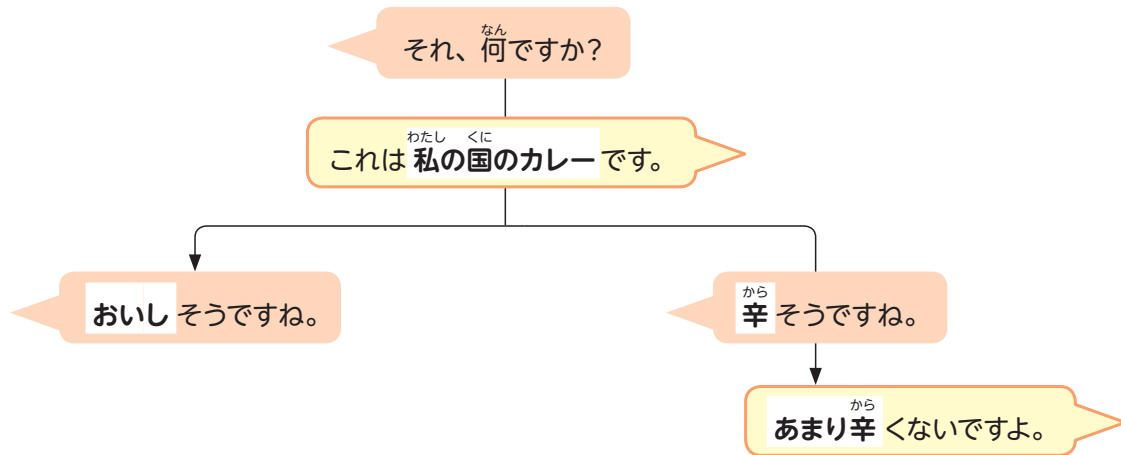 なん
それ、何ですか?
わたし くに
これは私の国のカレーです。
おいしそうですね。
から
辛そうですね。
から
あまり辛くないですよ。